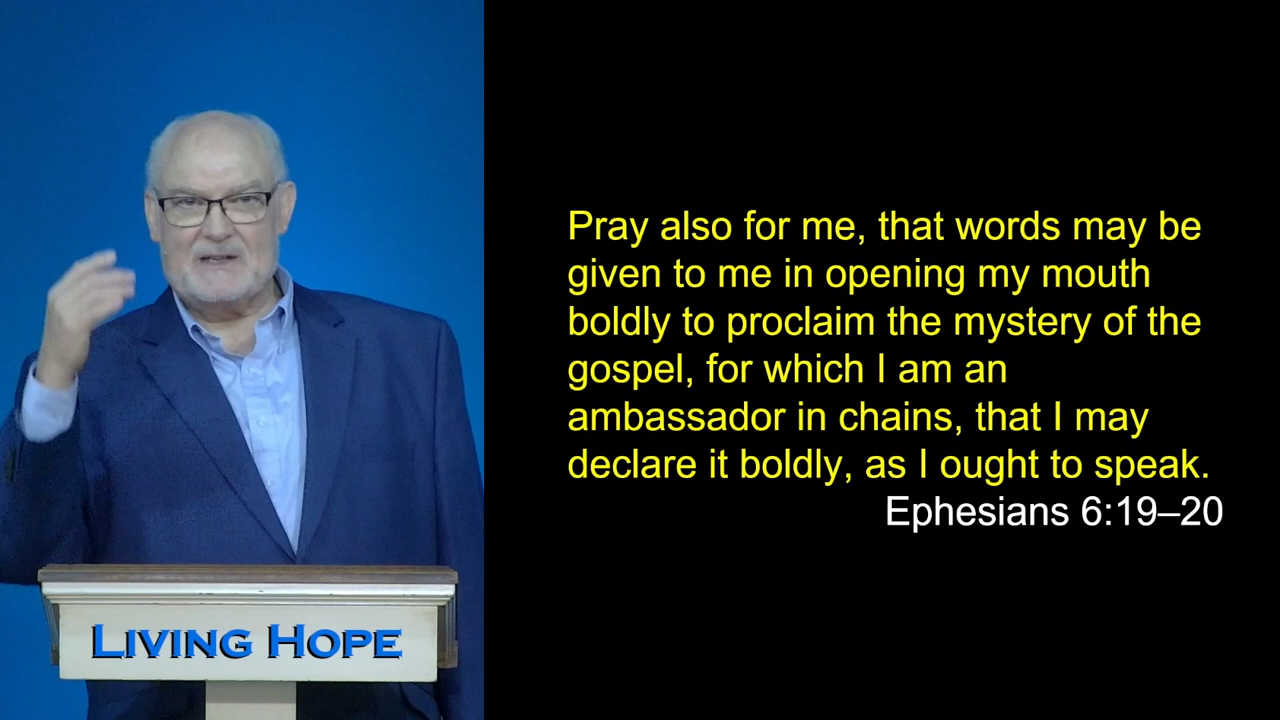 Pray also for me, that words may be
given to me in opening my mouth
boldly to proclaim the mystery of the
gospel, for which I am an
ambassador in chains, that I may
declare it boldly, as I ought to speak.
Ephesians 6:19–20
LIVING HOPE